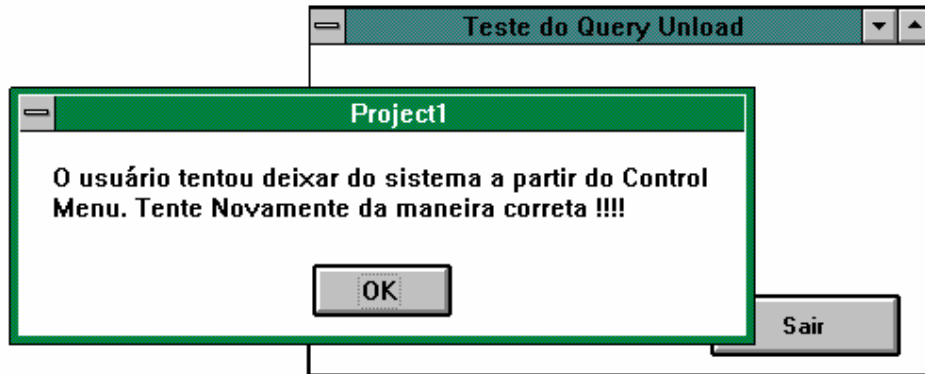 Teste do Query Unload
Project1
O usuário tentou deixar do sistema a partir do Control
Menu. Tente Novamente da maneira correta !!!!
OK
Sair